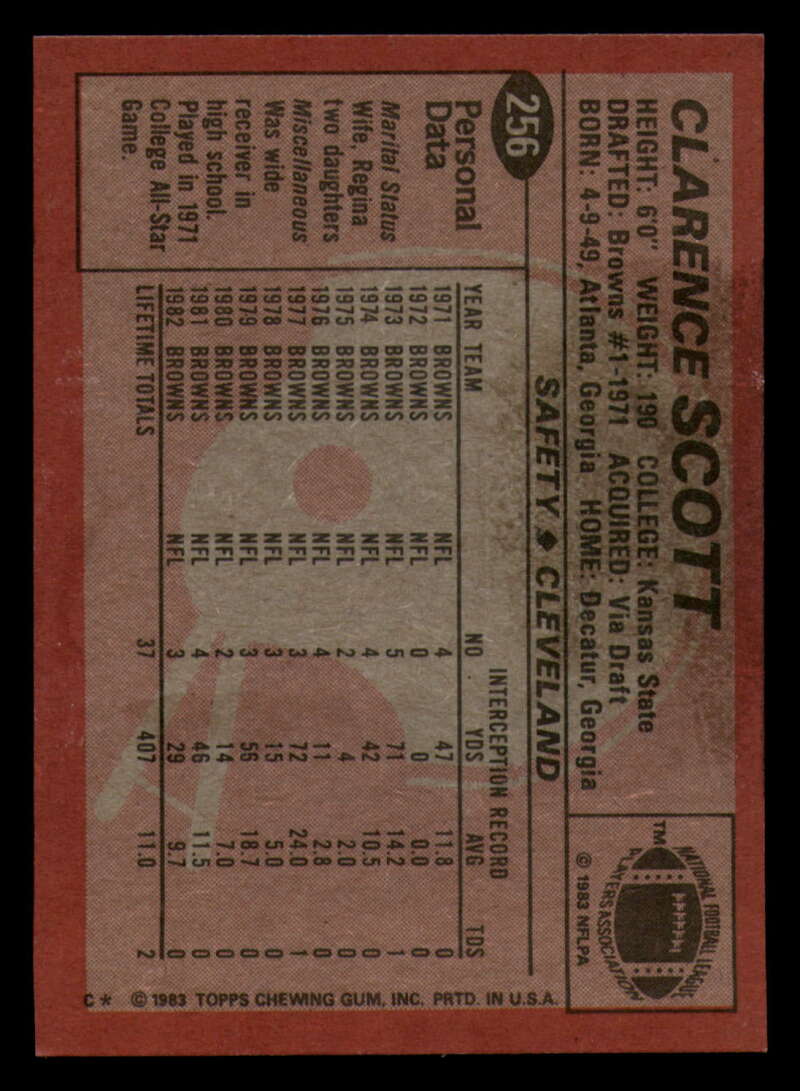 CLARENCE SCOTT
HEIGHT: 6'0" WEIGHT: 190 COLLEGE: Kansas State
DRAFTED: Browns #1-1971 ACQUIRED: Via Draft
BORN: 4-9-49, Atlanta, Georgia HOME: Decatur, Georgia
NATIONAL FOOTBALL LEAGUE
PLAYERS ASSOCIATION
TM
© 1983 NFLPA
256
SAFETY ♦ CLEVELAND
Personal
Data
Marital Status
Wife, Regina
two daughters
Miscellaneous
Was wide
receiver in
high school.
Played in 1971
College All-Star
Game.
INTERCEPTION RECORD
YEAR TEAM NO YDS AVG TDS
1971 BROWNS NFL 4 47 11.8 0
1972 BROWNS NFL 0 0 0.0 0
1973 BROWNS NFL 5 71 14.2 1
1974 BROWNS NFL 4 42 10.5 0
1975 BROWNS NFL 2 4 2.0 0
1976 BROWNS NFL 4 11 2.8 0
1977 BROWNS NFL 3 72 24.0 1
1978 BROWNS NFL 3 15 5.0 0
1979 BROWNS NFL 3 56 18.7 0
1980 BROWNS NFL 2 14 7.0 0
1981 BROWNS NFL 4 46 11.5 0
1982 BROWNS NFL 3 29 9.7 0
LIFETIME TOTALS 37 407 11.0 2
C* © 1983 TOPPS CHEWING GUM, INC. PRTD. IN U.S.A.